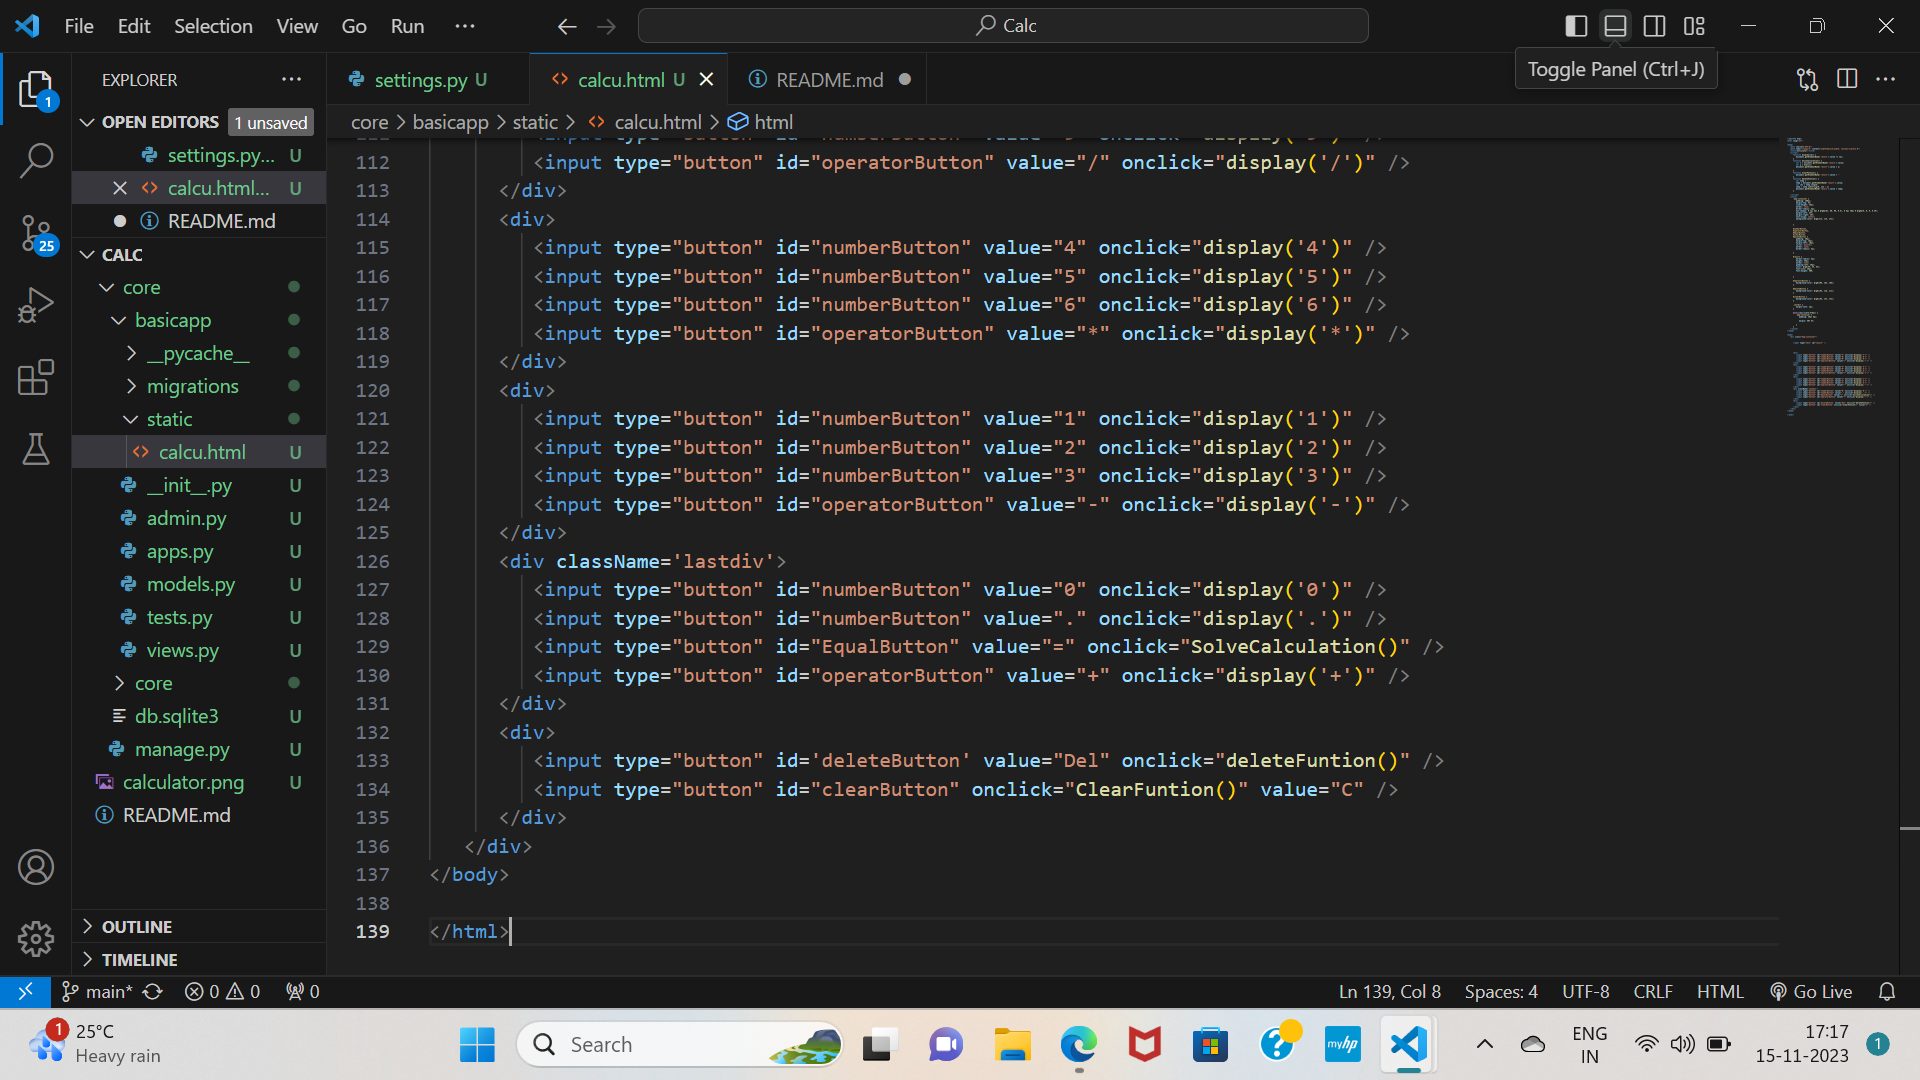 File Edit Selection View Go Run ···
Calc
Toggle Panel (Ctrl+J)
EXPLORER ···
settings.py U
calcu.html U
README.md
OPEN EDITORS 1 unsaved
settings.py... U
calcu.html... U
README.md
CALC
core
basicapp
__pycache__
migrations
static
calcu.html U
__init__.py U
admin.py U
apps.py U
models.py U
tests.py U
views.py U
core
db.sqlite3 U
manage.py U
calculator.png U
README.md
OUTLINE
TIMELINE
1
25
core > basicapp > static > calcu.html > html
112 <input type="button" id="operatorButton" value="/" onclick="display('/')" />
113 </div>
114 <div>
115 <input type="button" id="numberButton" value="4" onclick="display('4')" />
116 <input type="button" id="numberButton" value="5" onclick="display('5')" />
117 <input type="button" id="numberButton" value="6" onclick="display('6')" />
118 <input type="button" id="operatorButton" value="*" onclick="display('*')" />
119 </div>
120 <div>
121 <input type="button" id="numberButton" value="1" onclick="display('1')" />
122 <input type="button" id="numberButton" value="2" onclick="display('2')" />
123 <input type="button" id="numberButton" value="3" onclick="display('3')" />
124 <input type="button" id="operatorButton" value="-" onclick="display('-')" />
125 </div>
126 <div className='lastdiv'>
127 <input type="button" id="numberButton" value="0" onclick="display('0')" />
128 <input type="button" id="numberButton" value="." onclick="display('.')" />
129 <input type="button" id="EqualButton" value="=" onclick="SolveCalculation()" />
130 <input type="button" id="operatorButton" value="+" onclick="display('+')" />
131 </div>
132 <div>
133 <input type="button" id='deleteButton' value="Del" onclick="deleteFuntion()" />
134 <input type="button" id="clearButton" onclick="ClearFuntion()" value="C" />
135 </div>
136 </div>
137 </body>
138
139 </html>
main* 0 0 0
Ln 139, Col 8 Spaces: 4 UTF-8 CRLF HTML Go Live
1 25°C
Heavy rain
Search
myhp
ENG
IN
17:17
15-11-2023
1